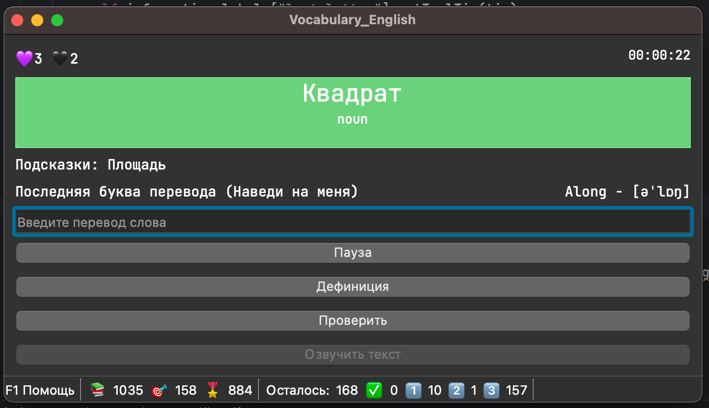 Vocabulary_English
💜3 🖤2 00:00:22
Квадрат
noun
Подсказки: Площадь
Последняя буква перевода (Наведи на меня) Along - [əˈlɒŋ]
Введите перевод слова
Пауза
Дефиниция
Проверить
Озвучить текст
F1 Помощь 📚 1035 🎯 158 🎖 884 Осталось: 168 ✅ 0 1️⃣ 10 2️⃣ 1 3️⃣ 157